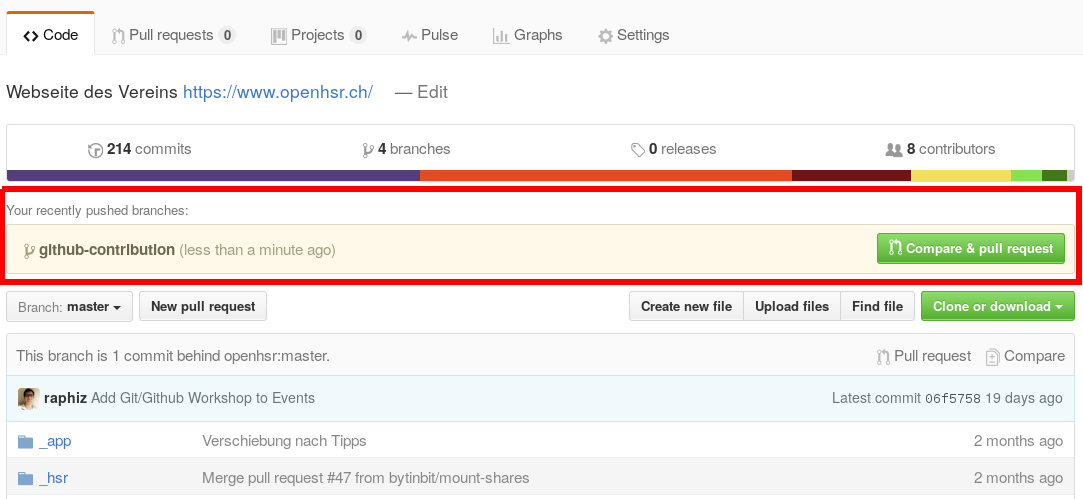 Code Pull requests 0 Projects 0 Pulse Graphs Settings
Webseite des Vereins https://www.openhsr.ch/ — Edit
214 commits 4 branches 0 releases 8 contributors
Your recently pushed branches:
github-contribution (less than a minute ago) Compare & pull request
Branch: master New pull request Create new file Upload files Find file Clone or download
This branch is 1 commit behind openhsr:master. Pull request Compare
raphiz Add Git/Github Workshop to Events Latest commit 06f5758 19 days ago
_app Verschiebung nach Tipps 2 months ago
_hsr Merge pull request #47 from bytinbit/mount-shares 2 months ago